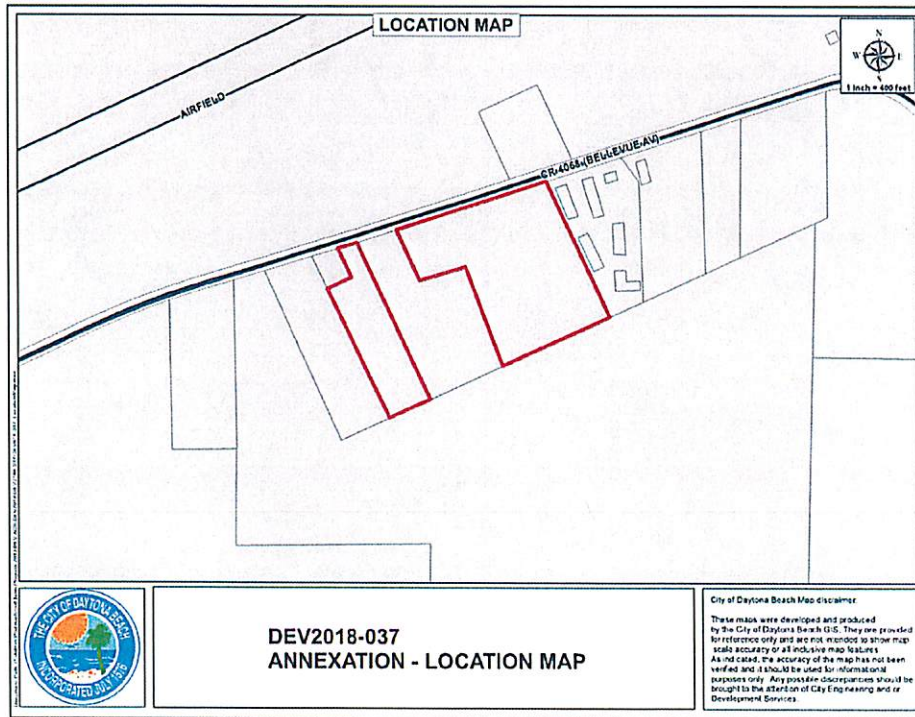 LOCATION MAP
N
W E
S
1 inch = 400 feet
AIRFIELD
CR-4068-(BELLEVUE-AV)
THE CITY OF DAYTONA BEACH
INCORPORATED JULY 1876
DEV2018-037
ANNEXATION - LOCATION MAP
City of Daytona Beach Map disclaimer:
These maps were developed and produced
by the City of Daytona Beach GIS. They are provided
for reference only and are not intended to show map
scale accuracy or all inclusive map features
As indicated, the accuracy of the map has not been
verified and it should be used for informational
purposes only. Any possible discrepancies should be
brought to the attention of City Engineering and or
Development Services.